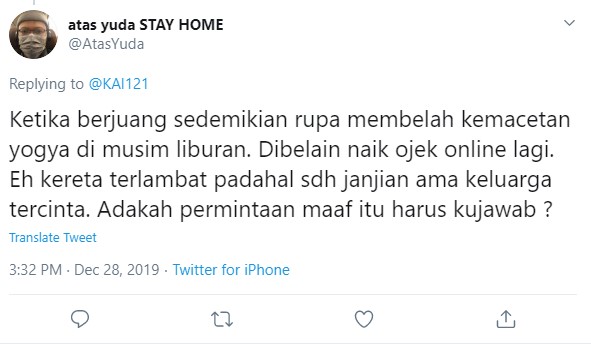 atas yuda STAY HOME
@AtasYuda
Replying to @KAI121
Ketika berjuang sedemikian rupa membelah kemacetan
yogya di musim liburan. Dibelain naik ojek online lagi.
Eh kereta terlambat padahal sdh janjian ama keluarga
tercinta. Adakah permintaan maaf itu harus kujawab ?
Translate Tweet
3:32 PM · Dec 28, 2019 · Twitter for iPhone